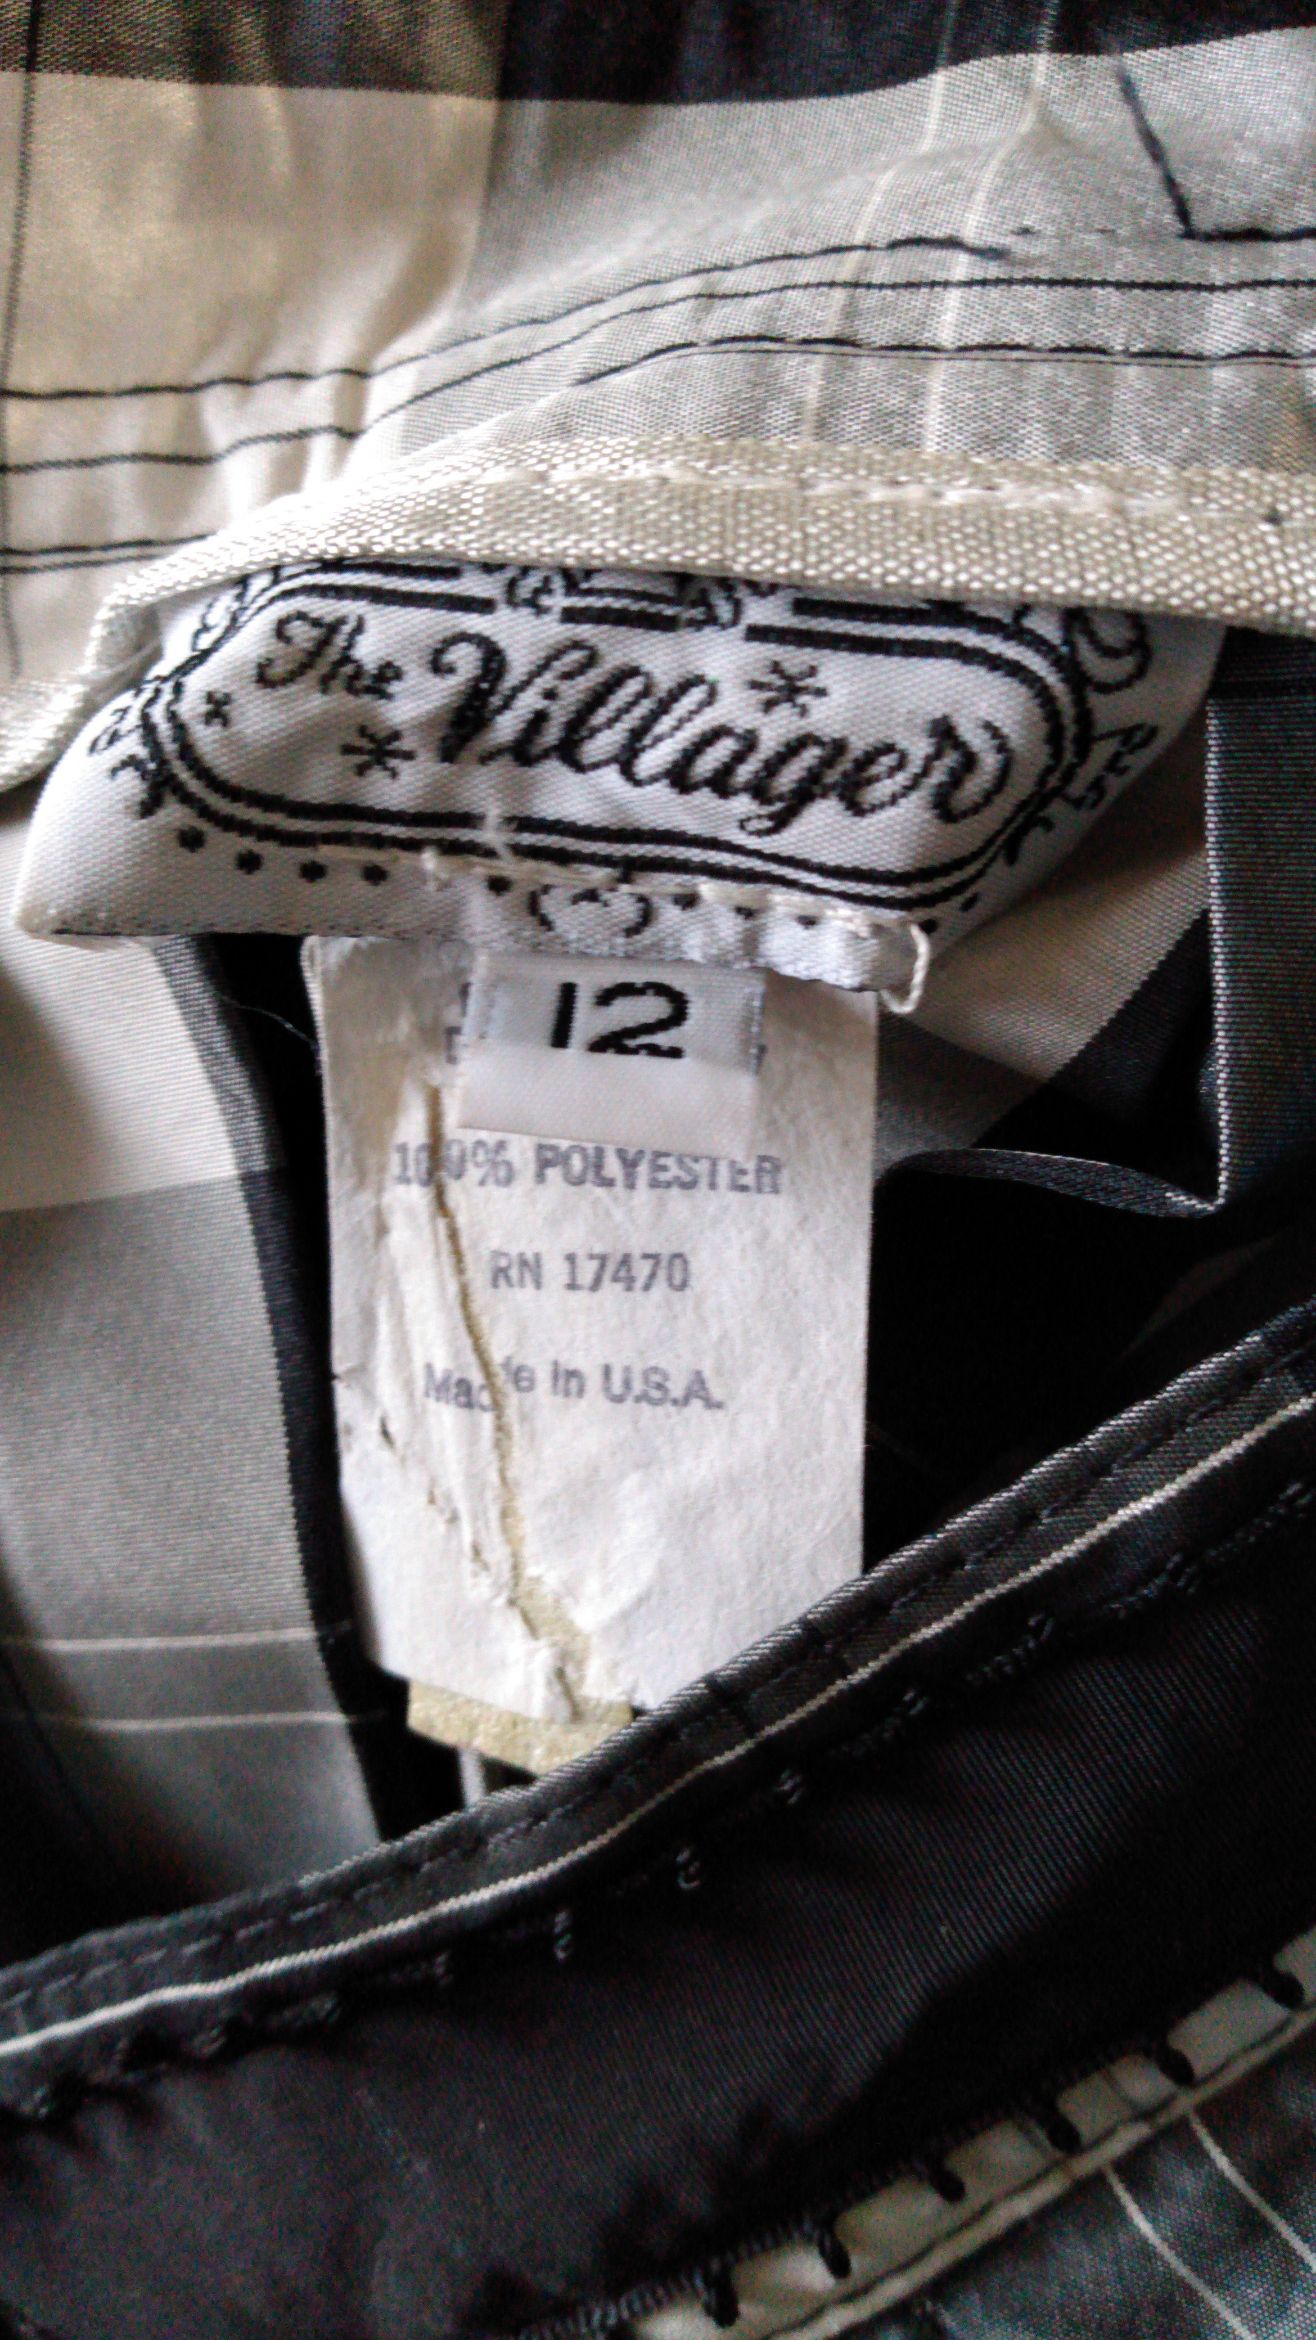 The Villager
12
100% POLYESTER
RN 17470
Made in U.S.A.